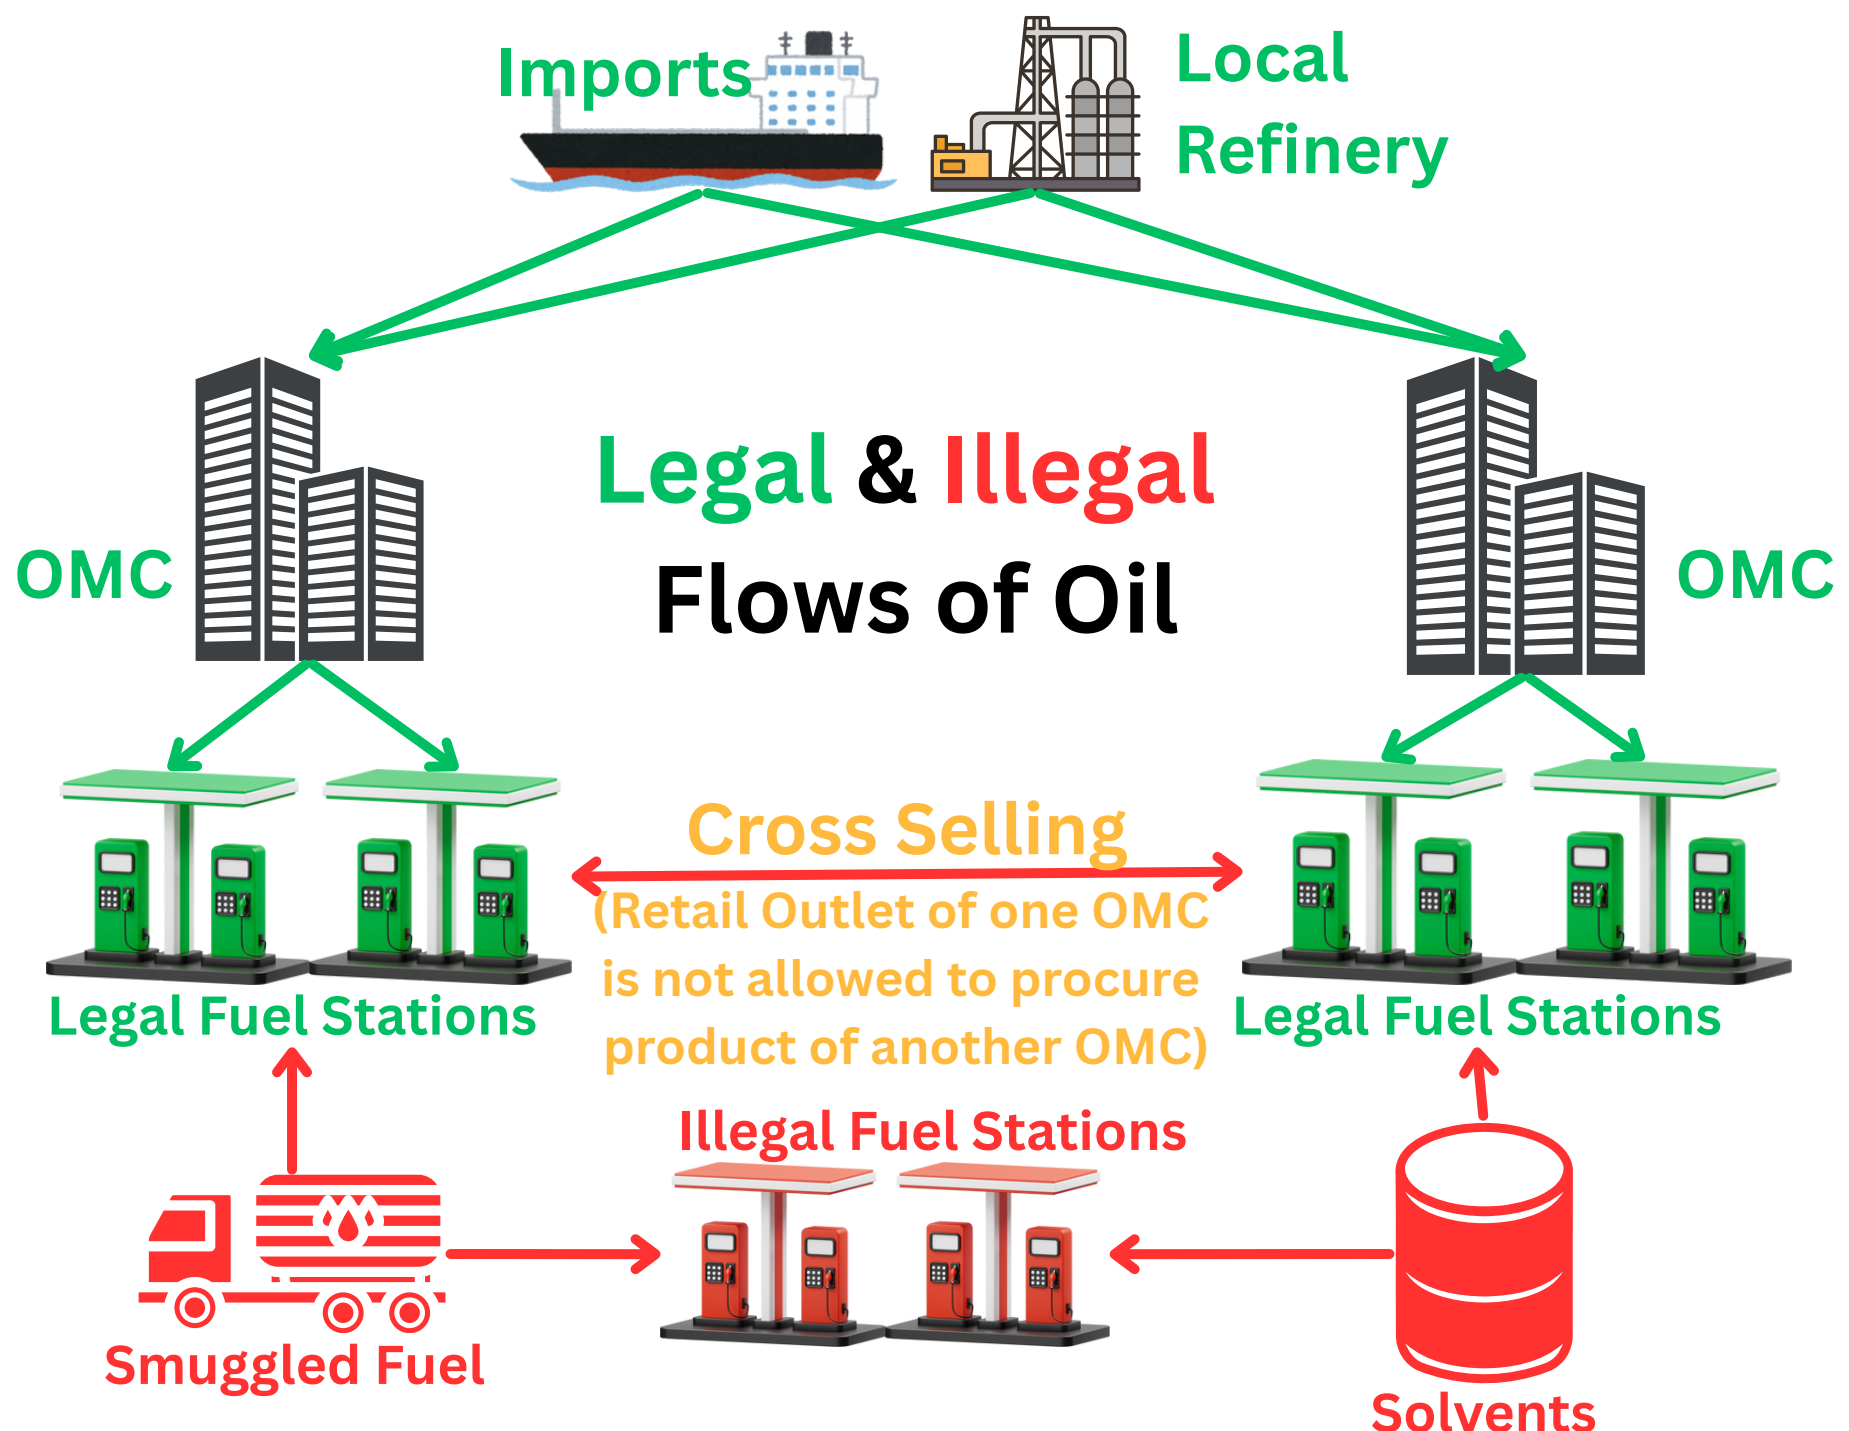 Imports
Local
Refinery
Legal & Illegal
Flows of Oil
OMC
OMC
Cross Selling
(Retail Outlet of one OMC
is not allowed to procure
product of another OMC)
Legal Fuel Stations
Legal Fuel Stations
Illegal Fuel Stations
Smuggled Fuel
Solvents